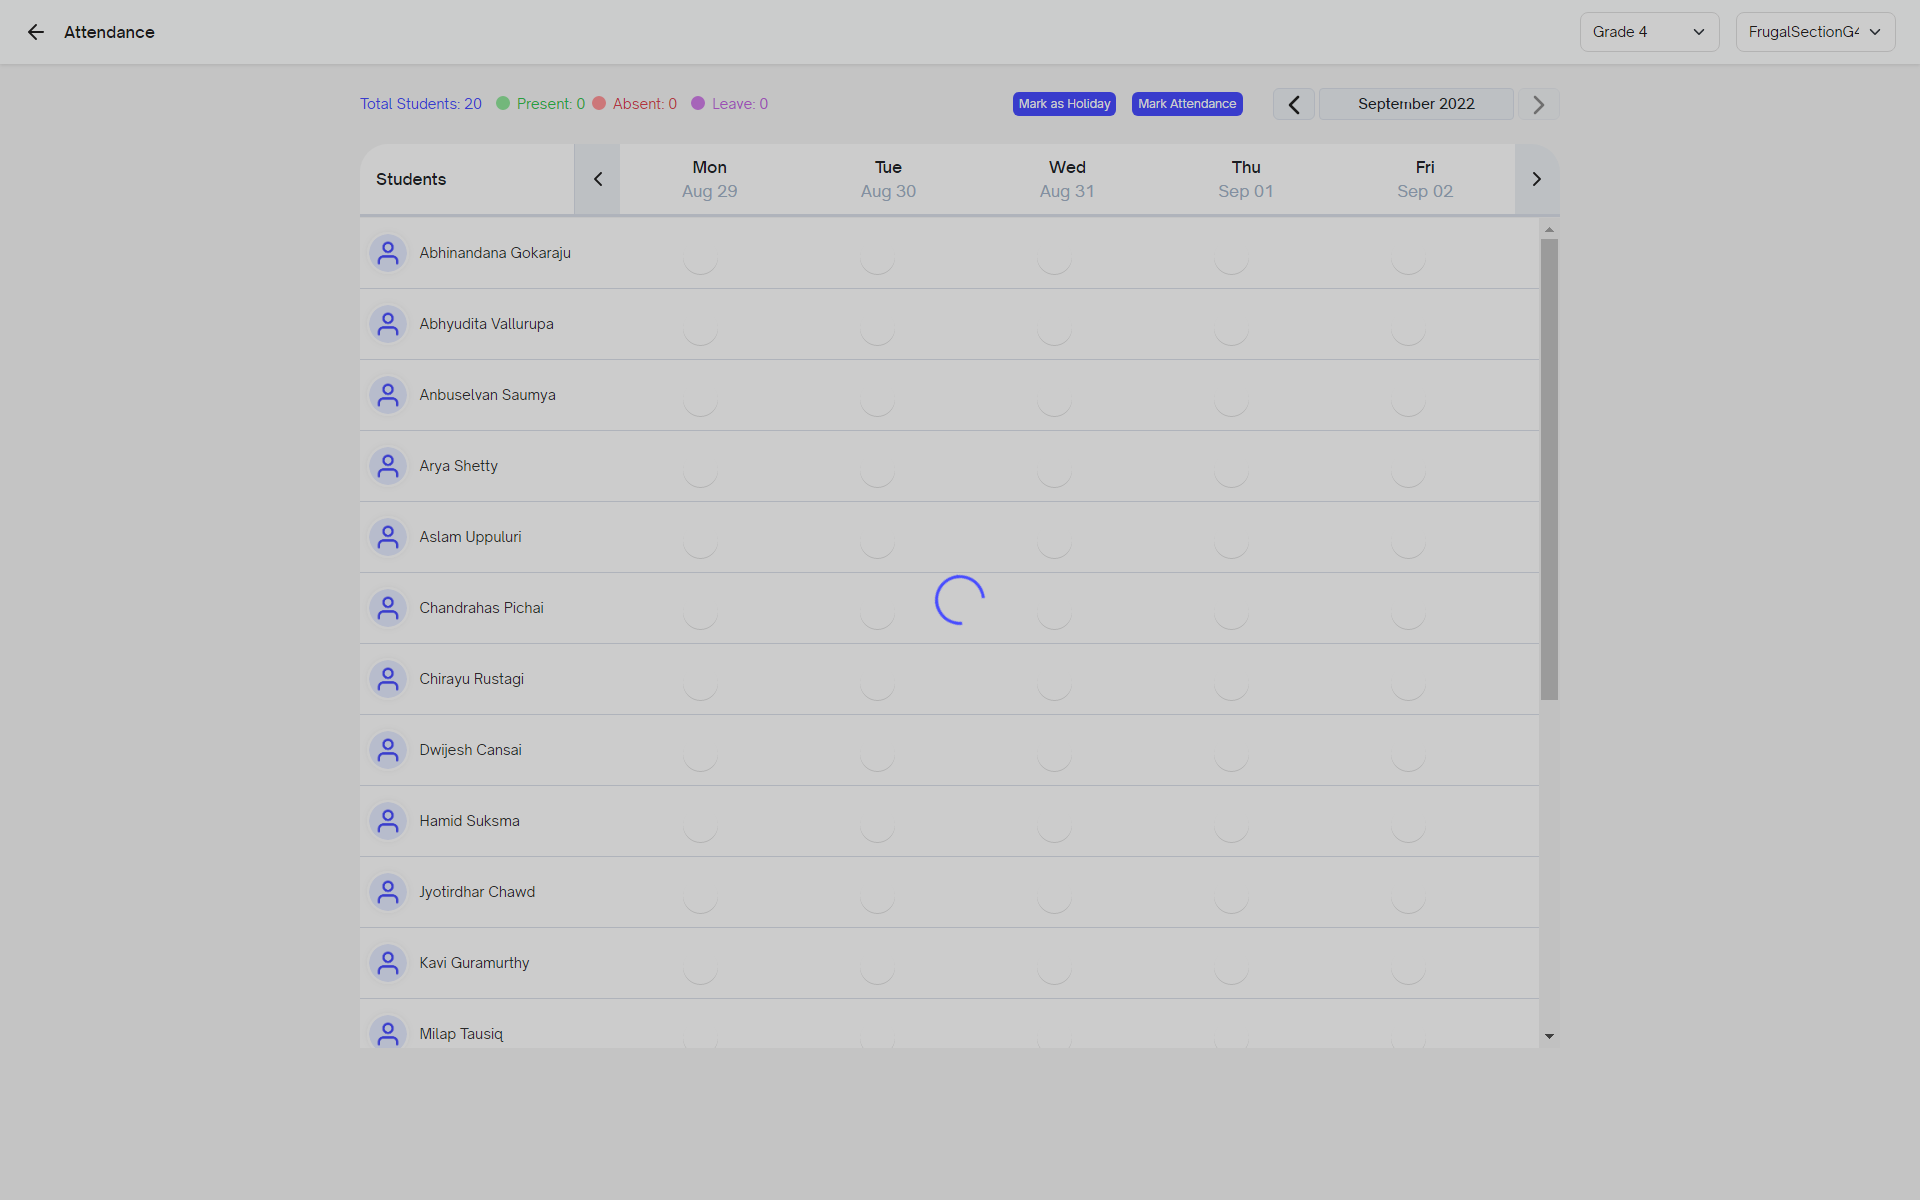 Attendance
Grade 4
FrugalSectionG4
Total Students: 20 Present: 0 Absent: 0 Leave: 0
Mark as Holiday
Mark Attendance
September 2022
Students
Mon Tue Wed Thu Fri
Aug 29 Aug 30 Aug 31 Sep 01 Sep 02
Abhinandana Gokaraju
Abhyudita Vallurupa
Anbuselvan Saumya
Arya Shetty
Aslam Uppuluri
Chandrahas Pichai
Chirayu Rustagi
Dwijesh Cansai
Hamid Suksma
Jyotirdhar Chawd
Kavi Guramurthy
Milap Tausiq